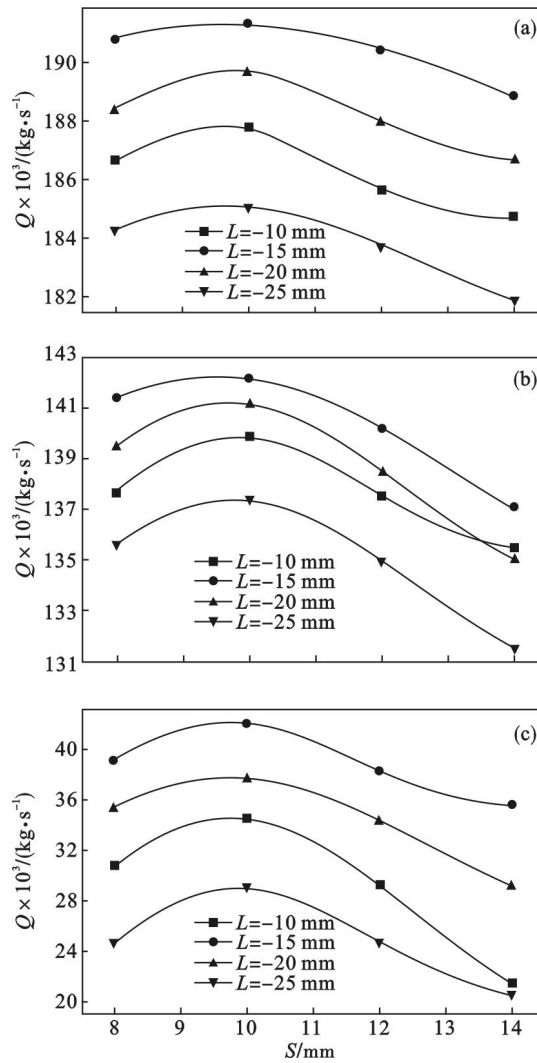 (a)
190
188
186
184
182
Q×10³/(kg•s⁻¹)
L=−10 mm
L=−15 mm
L=−20 mm
L=−25 mm
(b)
143
141
139
137
135
133
131
Q×10³/(kg•s⁻¹)
L=−10 mm
L=−15 mm
L=−20 mm
L=−25 mm
(c)
40
36
32
28
24
20
Q×10³/(kg•s⁻¹)
L=−10 mm
L=−15 mm
L=−20 mm
L=−25 mm
8 9 10 11 12 13 14
S/mm